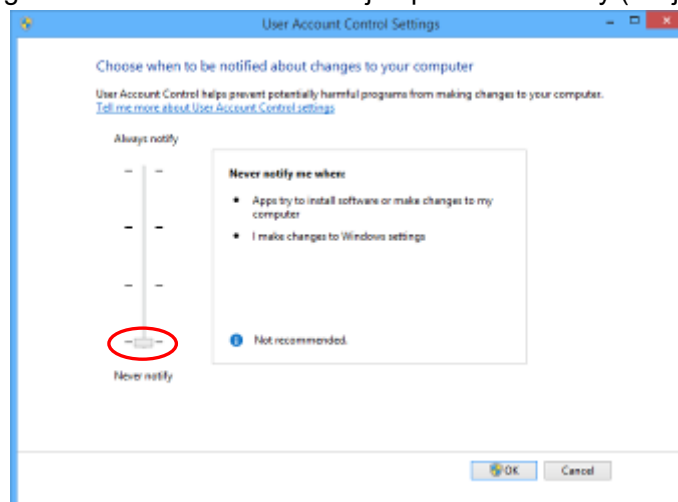 User Account Control Settings
Choose when to be notified about changes to your computer
User Account Control helps prevent potentially harmful programs from making changes to your computer.
Tell me more about User Account Control settings
Always notify
Never notify me when:
• Apps try to install software or make changes to my
computer
• I make changes to Windows settings
Not recommended.
Never notify
OK Cancel